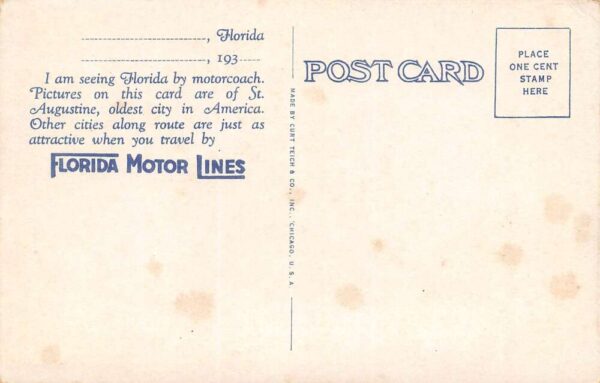 ..............................., Florida
..............................., 193......
I am seeing Florida by motorcoach.
Pictures on this card are of St.
Augustine, oldest city in America.
Other cities along route are just as
attractive when you travel by
FLORIDA MOTOR LINES
MADE BY CURT TEICH & CO., INC., CHICAGO, U.S.A.
POST CARD
PLACE
ONE CENT
STAMP
HERE